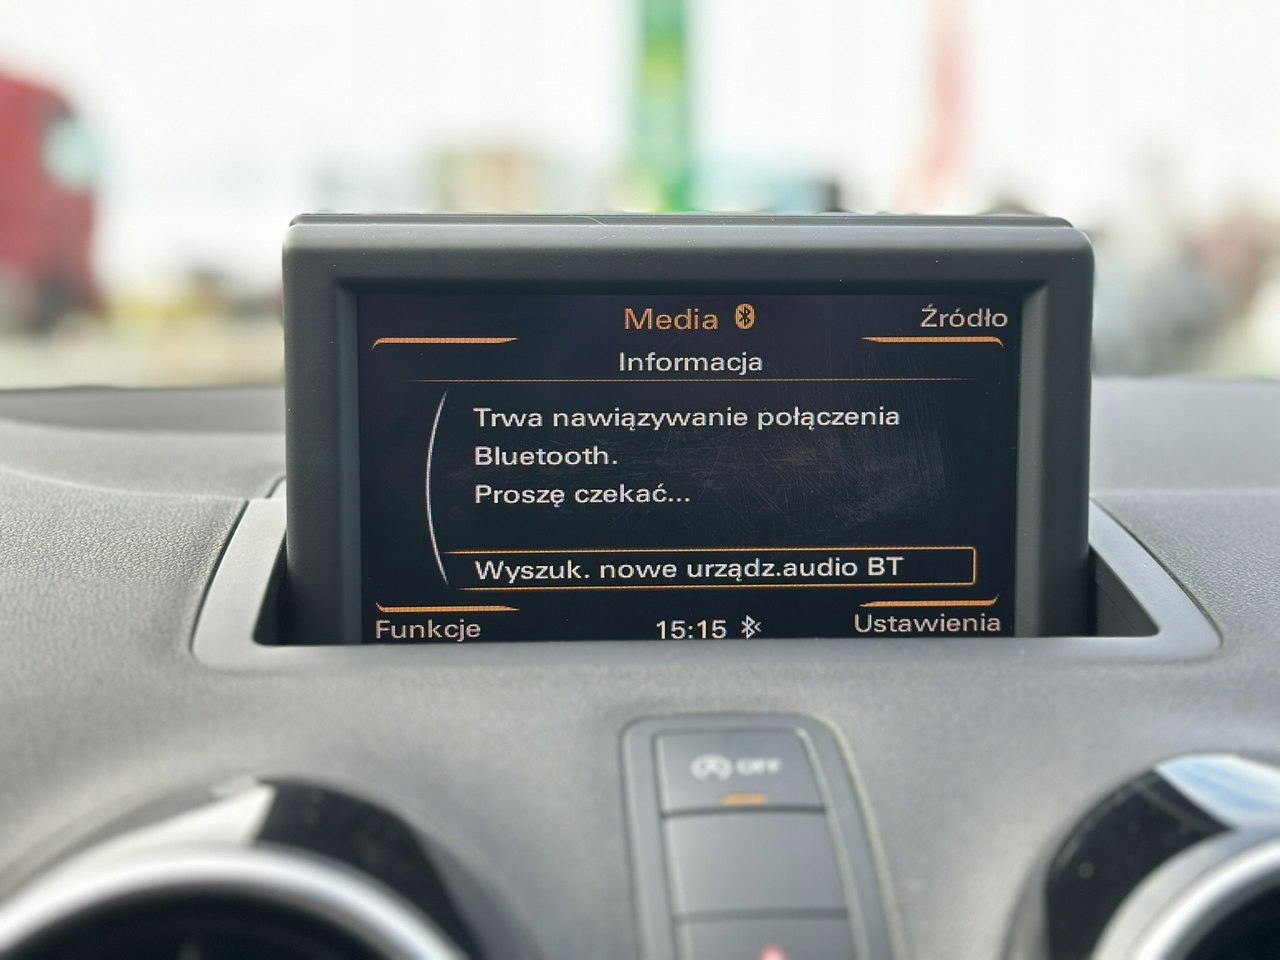 Media
Źródło
Informacja
Trwa nawiązywanie połączenia
Bluetooth.
Proszę czekać...
Wyszuk. nowe urządz.audio BT
Funkcje
15:15
Ustawienia
OFF